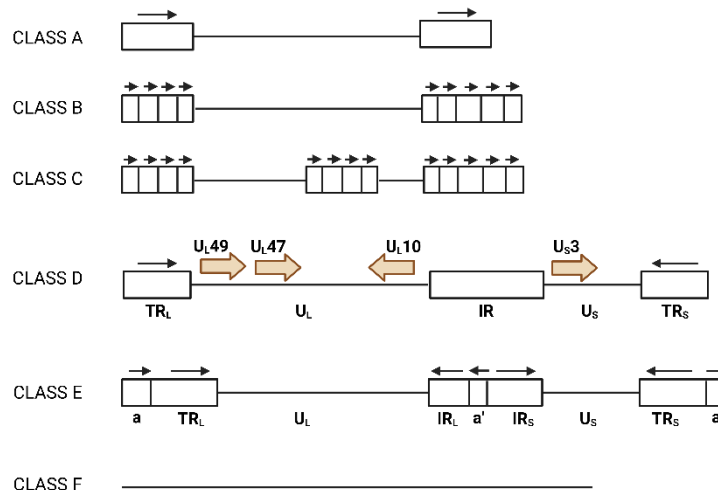 CLASS A
CLASS B
CLASS C
UL49 UL47 UL10 US3
CLASS D
TRL UL IR US TRS
CLASS E
a TRL UL IRL a' IRS US TRS a
CLASS F